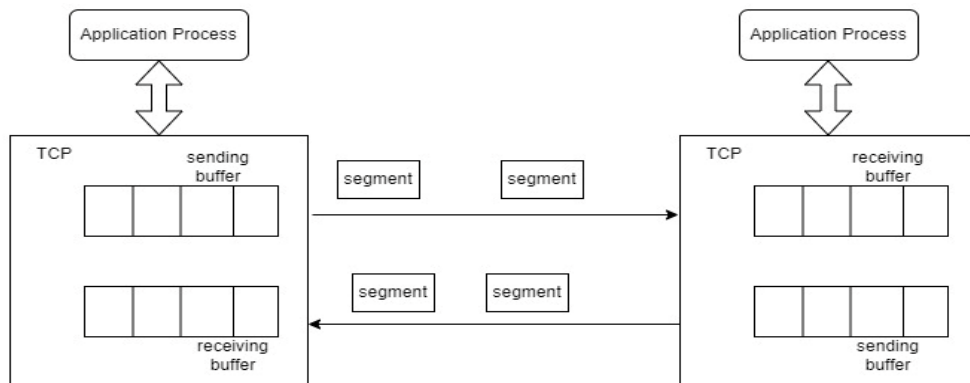 Application Process
Application Process
TCP
sending
buffer
segment
segment
TCP
receiving
buffer
segment
segment
receiving
buffer
sending
buffer